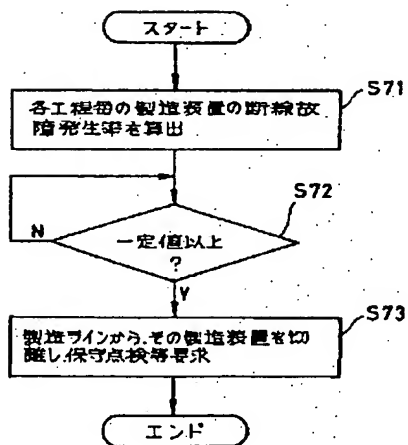 スタート
S71
各工程毎の製造装置の断線故
障発生率を算出
S72
N
一定値以上
?
Y
S73
製造ラインから、その製造装置を切
離し保守点検等要求
エンド